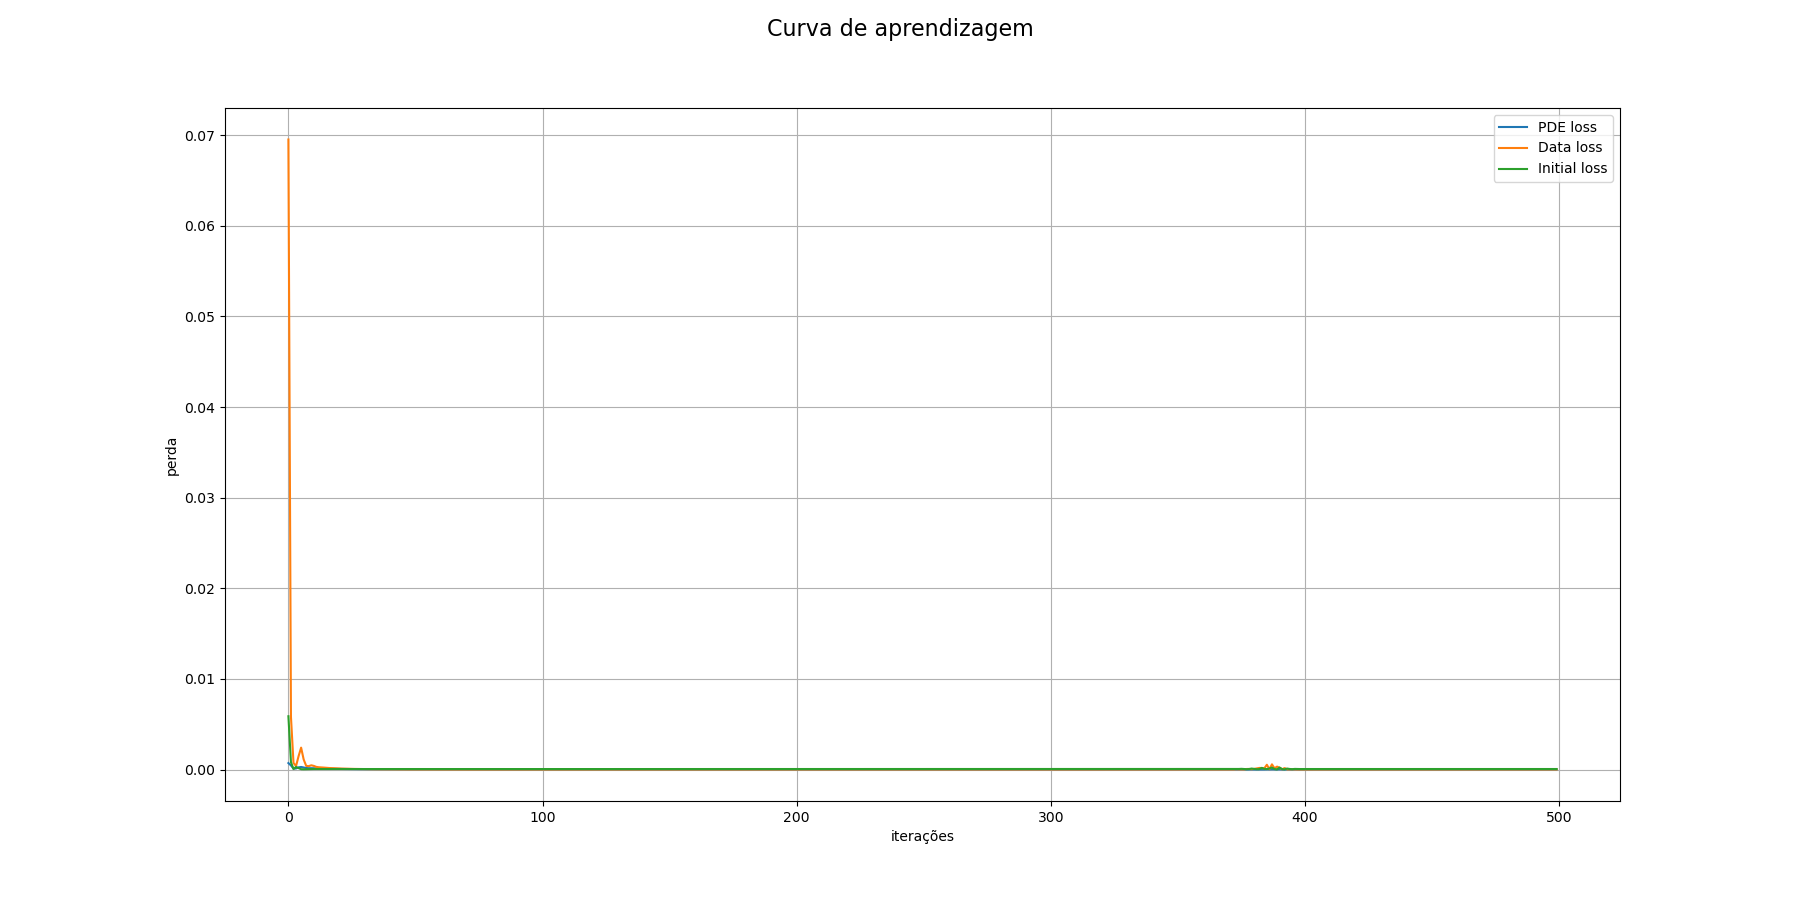 Curva de aprendizagem
PDE loss
Data loss
Initial loss
0.07
0.06
0.05
0.04
0.03
0.02
0.01
0.00
perda
0 100 200 300 400 500
iterações